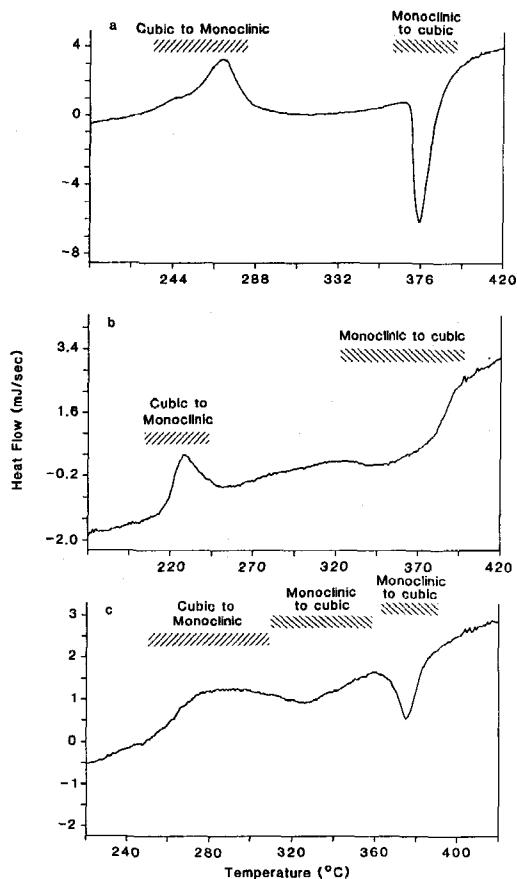 a
Cubic to Monoclinic
Monoclinic
to cubic
4
0
-4
-8
244
288
332
376
420
b
Monoclinic to cubic
Cubic to
Monoclinic
3.4
1.6
-0.2
-2.0
220
270
320
370
420
Heat Flow (mJ/sec)
c
Cubic to
Monoclinic
Monoclinic
to cubic
Monoclinic
to cubic
3
2
1
0
-1
-2
240
280
320
360
400
Temperature (°C)